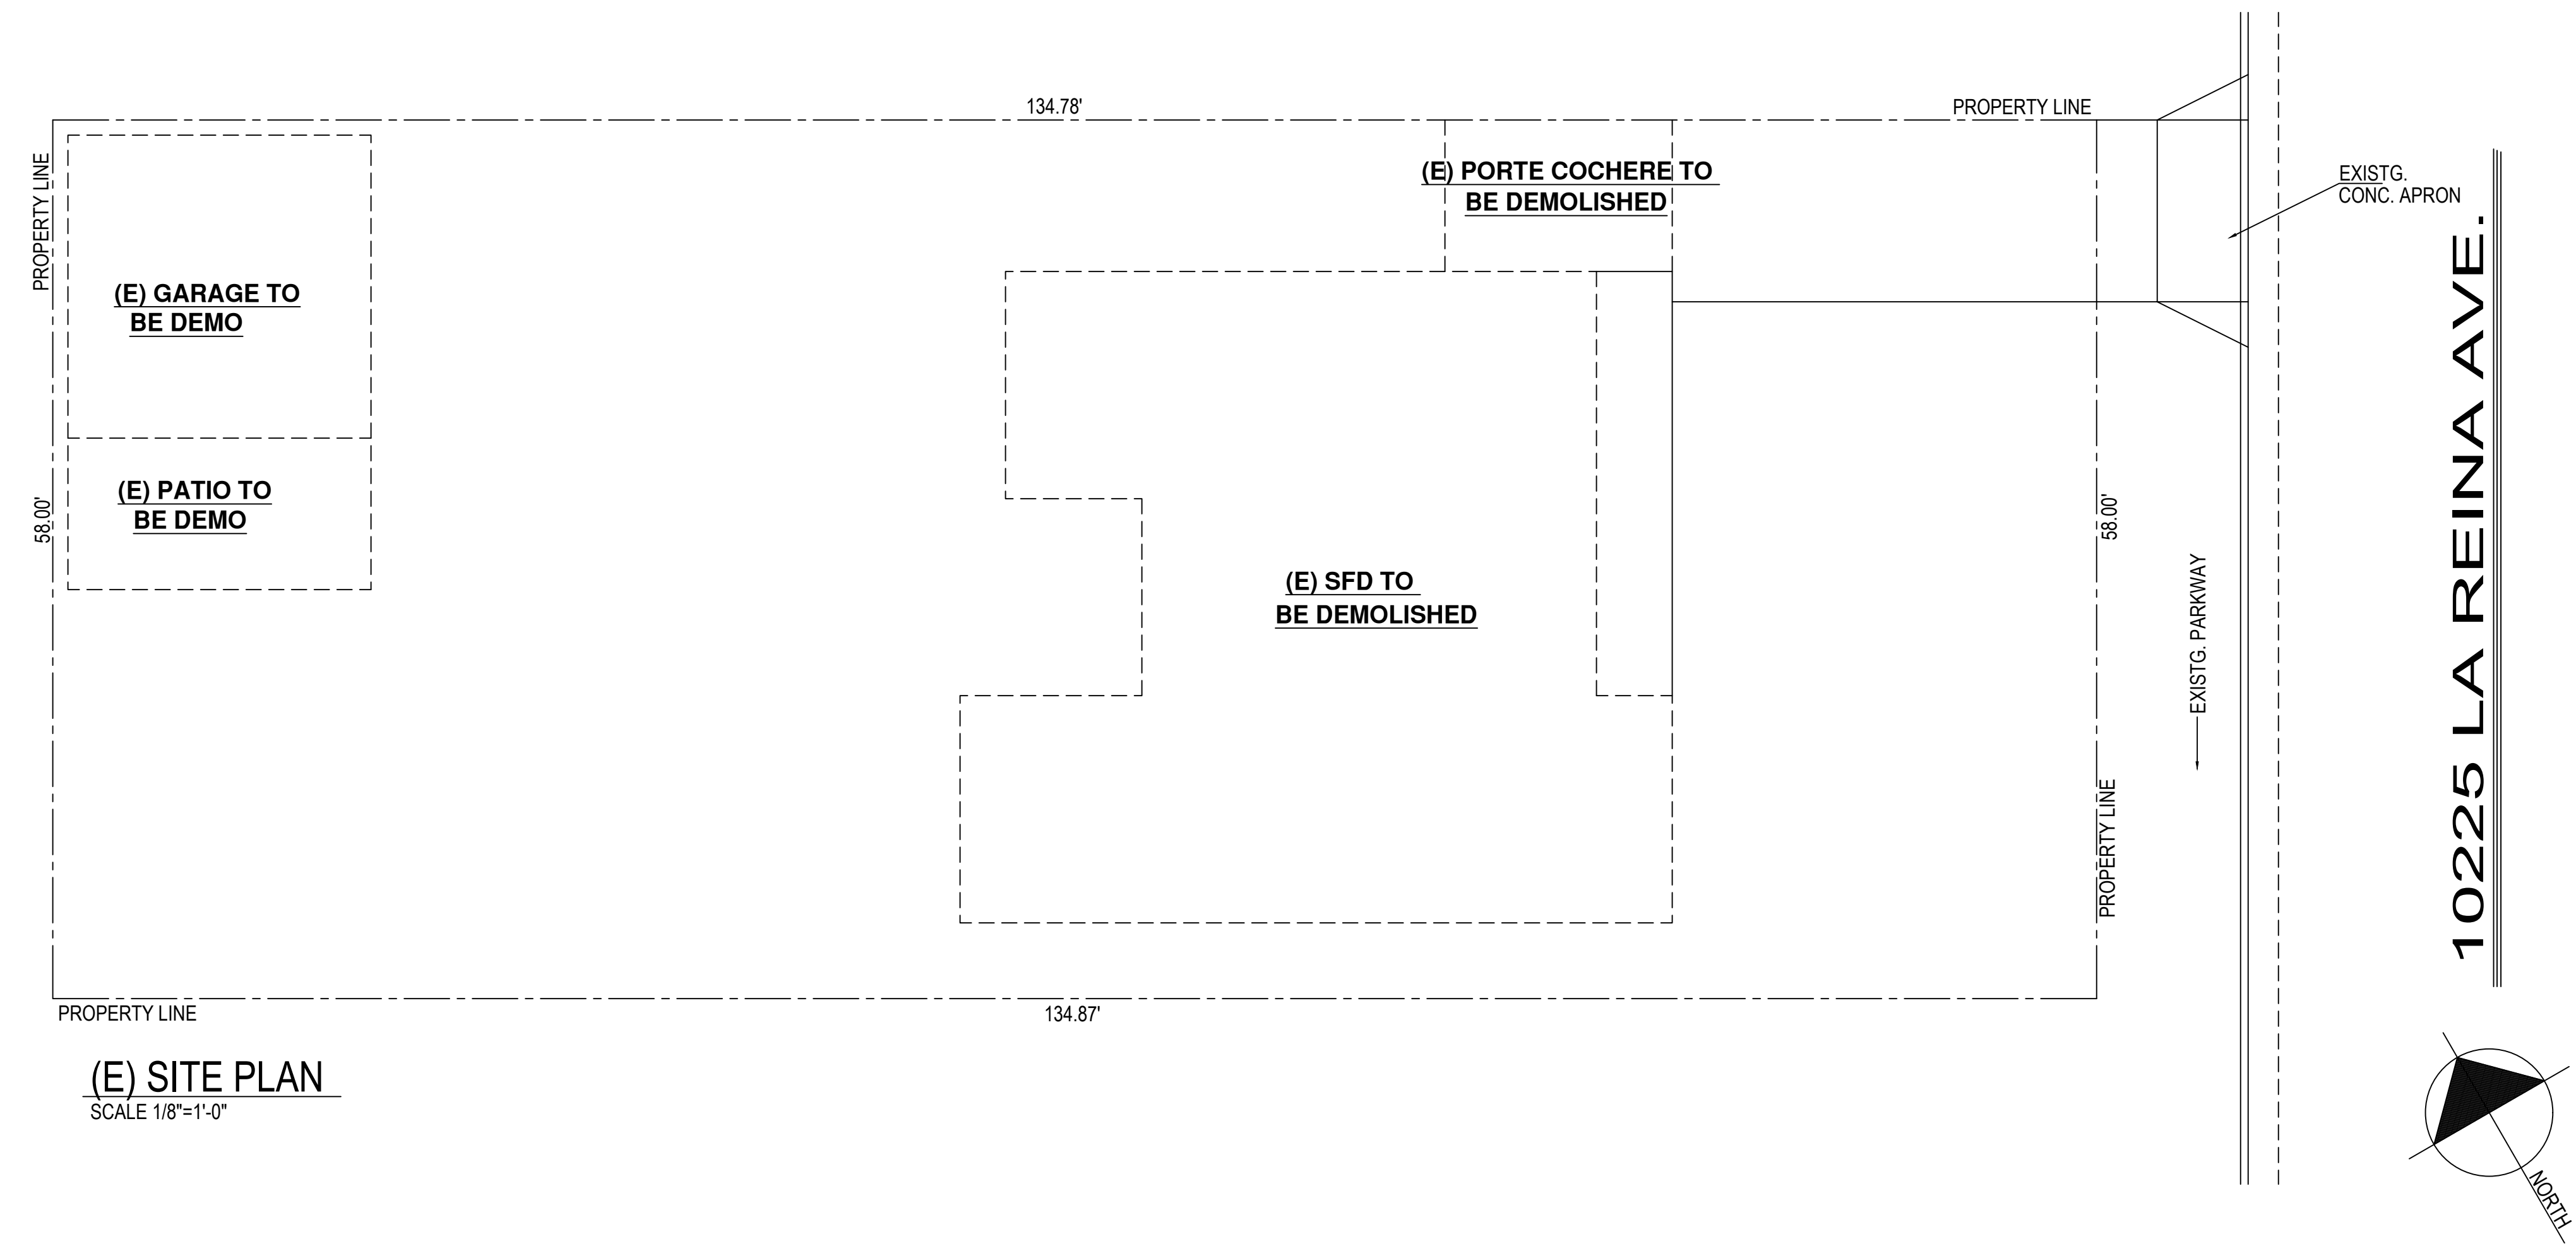 134.78'
PROPERTY LINE
PROPERTY LINE
(E) PORTE COCHERE TO
BE DEMOLISHED
EXISTG.
CONC. APRON
(E) GARAGE TO
BE DEMO
(E) PATIO TO
BE DEMO
58.00'
58.00'
(E) SFD TO
BE DEMOLISHED
EXISTG. PARKWAY
10225 LA REINA AVE.
PROPERTY LINE
PROPERTY LINE
134.87'
(E) SITE PLAN
SCALE 1/8"=1'-0"
NORTH